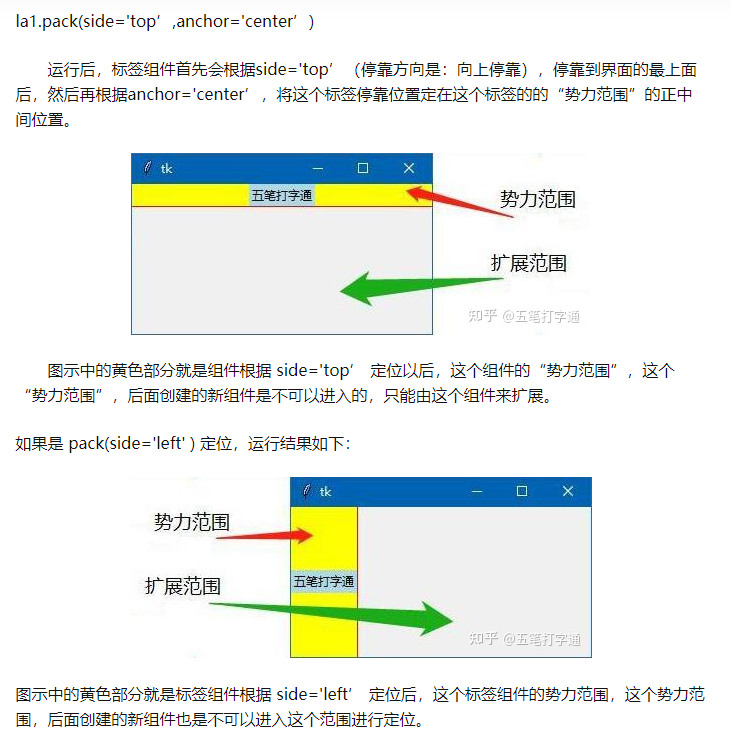 la1.pack(side='top’,anchor='center’)
运行后，标签组件首先会根据side='top’（停靠方向是：向上停靠），停靠到界面的最上面
后，然后再根据anchor='center’，将这个标签停靠位置定在这个标签的的“势力范围”的正中
间位置。
tk
五笔打字通
势力范围
扩展范围
知乎 @五笔打字通
图示中的黄色部分就是组件根据 side='top’ 定位以后，这个组件的“势力范围”，这个
“势力范围”，后面创建的新组件是不可以进入的，只能由这个组件来扩展。
如果是 pack(side='left' ) 定位，运行结果如下：
tk
势力范围
五笔打字通
扩展范围
知乎 @五笔打字通
图示中的黄色部分就是标签组件根据 side='left’ 定位后，这个标签组件的势力范围，这个势力范
围，后面创建的新组件也是不可以进入这个范围进行定位。